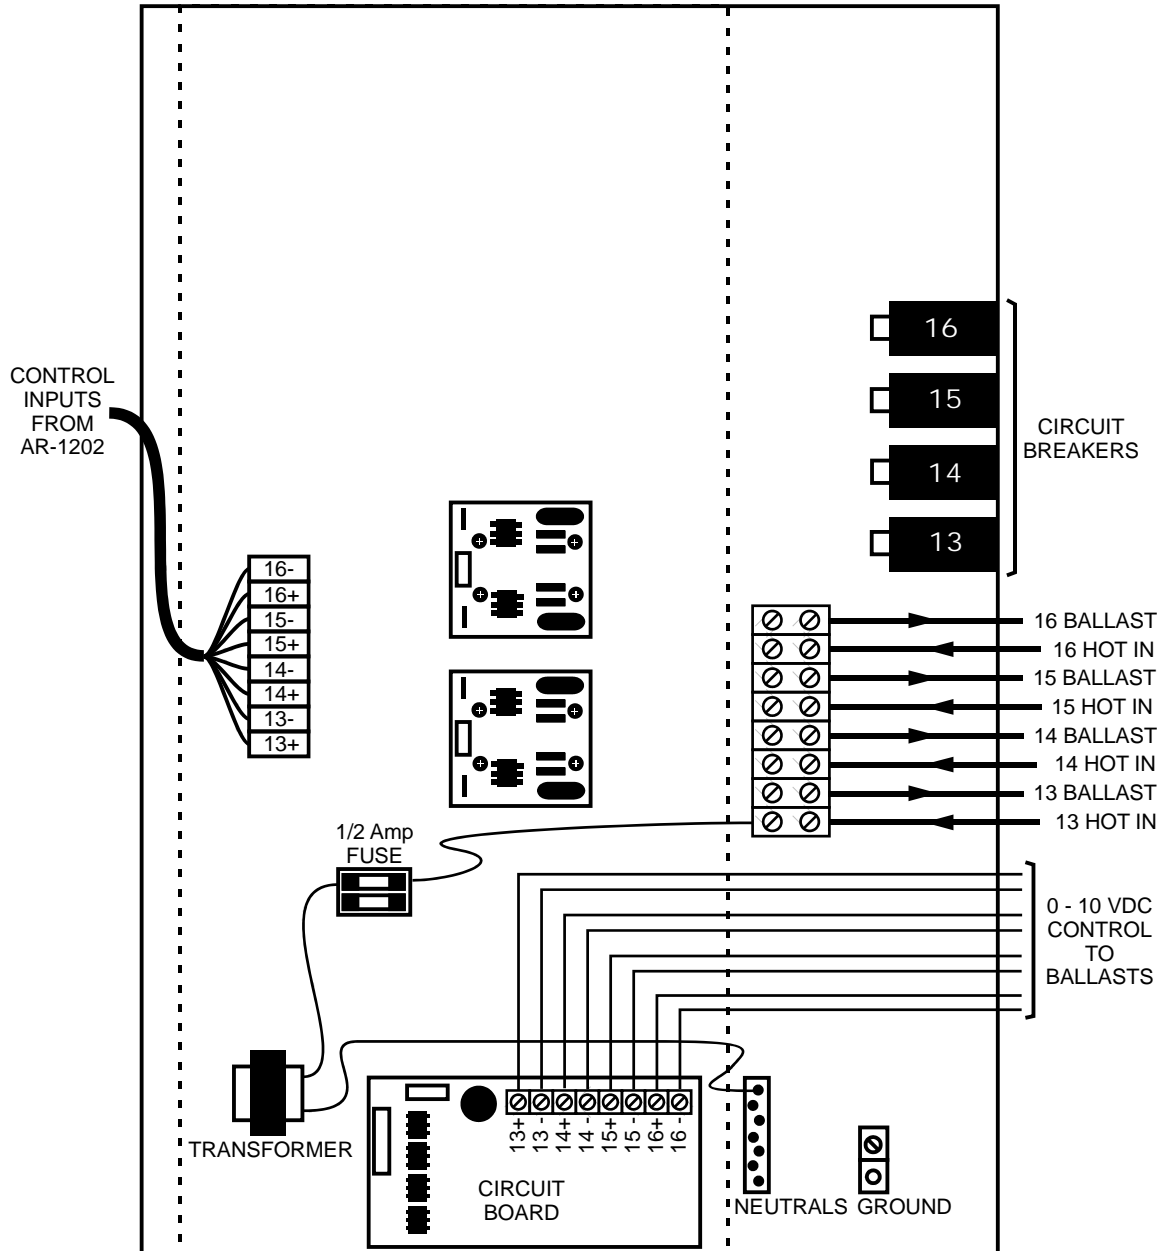 16
15
14
13
CIRCUIT
BREAKERS
CONTROL
INPUTS
FROM
AR-1202
16-
16+
15-
15+
14-
14+
13-
13+
16 BALLAST
16 HOT IN
15 BALLAST
15 HOT IN
14 BALLAST
14 HOT IN
13 BALLAST
13 HOT IN
1/2 Amp
FUSE
0 - 10 VDC
CONTROL
TO
BALLASTS
TRANSFORMER
13+
13 -
14+
14 -
15+
15 -
16+
16 -
CIRCUIT
BOARD
NEUTRALS
GROUND